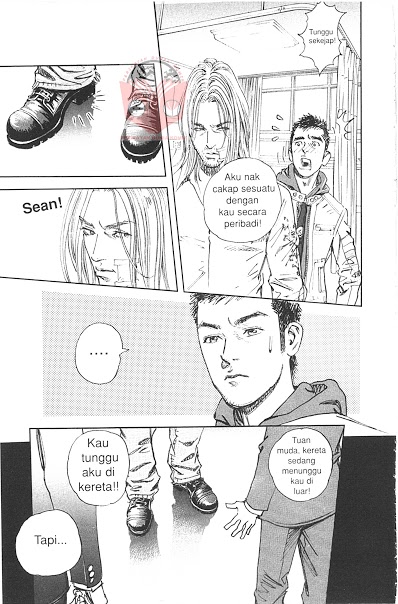 Tunggu
sekejap!
Aku nak
cakap sesuatu
dengan
kau secara
peribadi!
Sean!
....
Kau
tunggu
aku di
kereta!!
Tuan
muda, kereta
sedang
menunggu
kau di
luar!
Tapi...